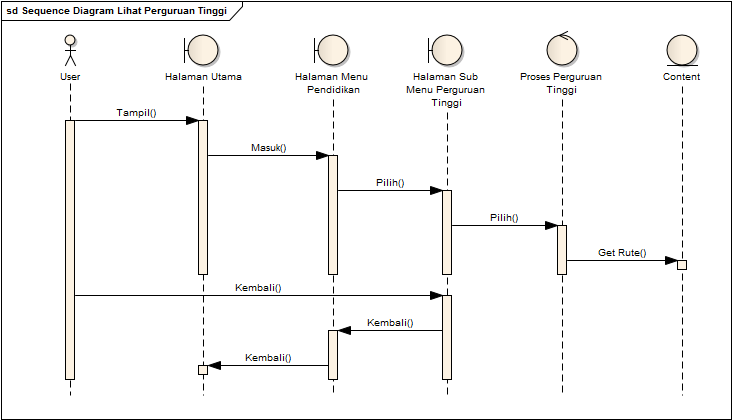 sd Sequence Diagram Lihat Perguruan Tinggi
User
Halaman Utama
Halaman Menu
Pendidikan
Halaman Sub
Menu Perguruan
Tinggi
Proses Perguruan
Tinggi
Content
Tampil()
Masuk()
Pilih()
Pilih()
Get Rute()
Kembali()
Kembali()
Kembali()